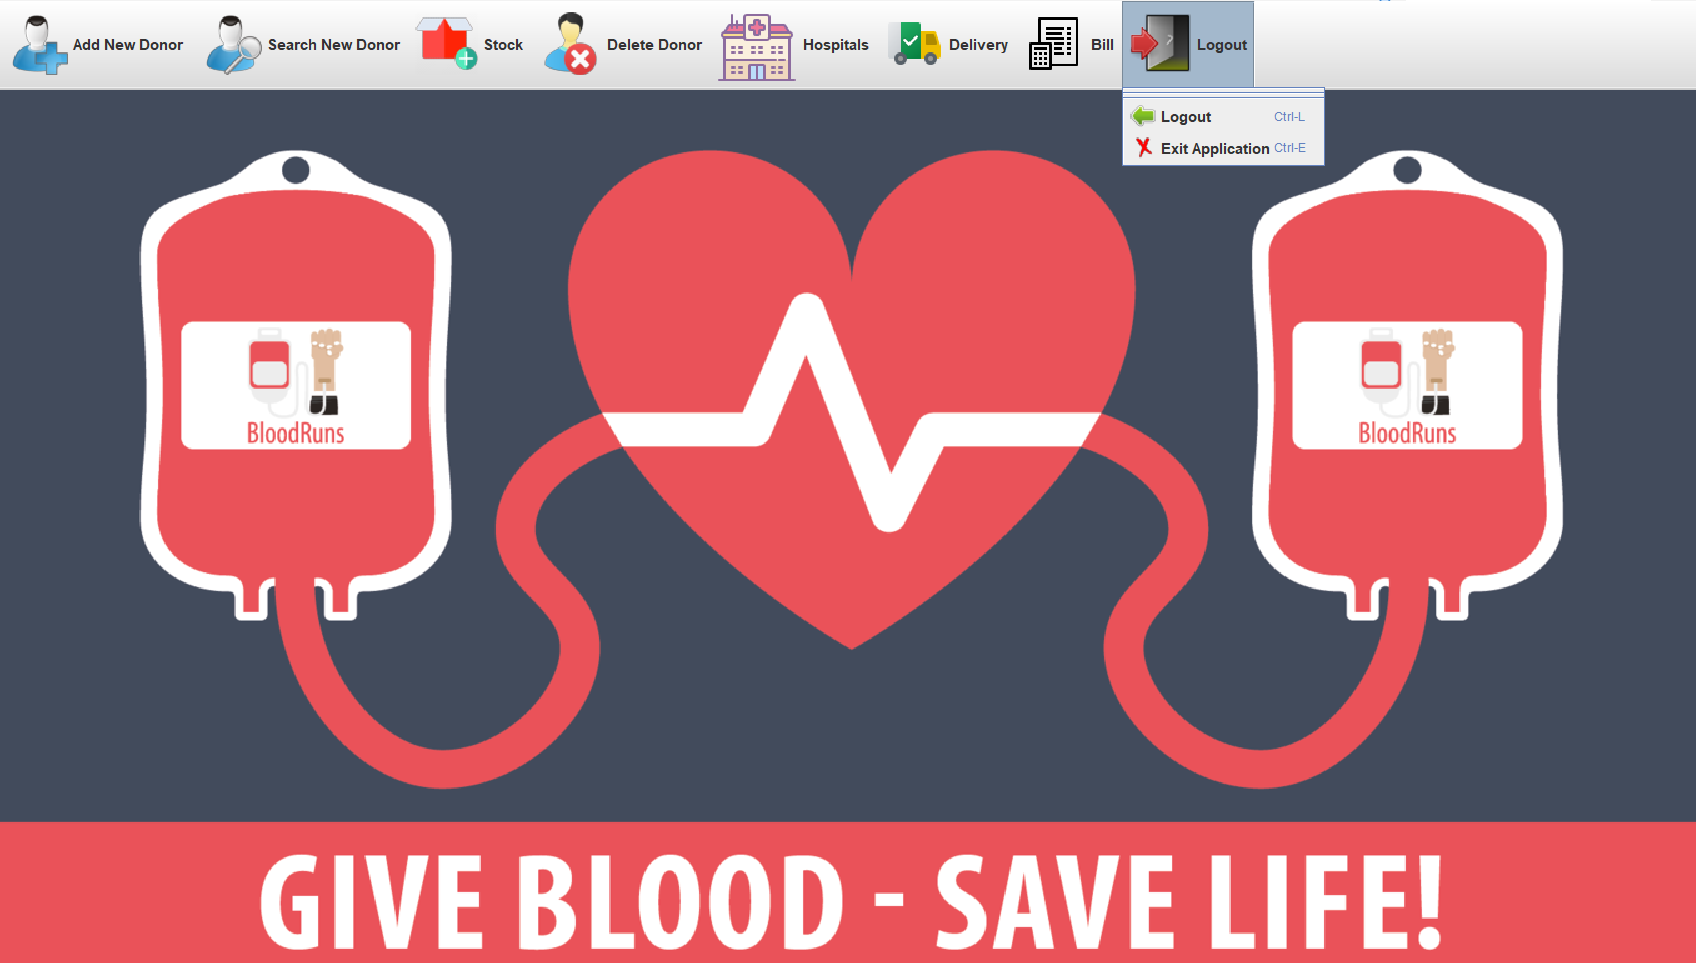 Add New Donor
Search New Donor
Stock
Delete Donor
Hospitals
Delivery
Bill
Logout
Logout Ctrl-L
Exit Application Ctrl-E
BloodRuns
BloodRuns
GIVE BLOOD - SAVE LIFE!